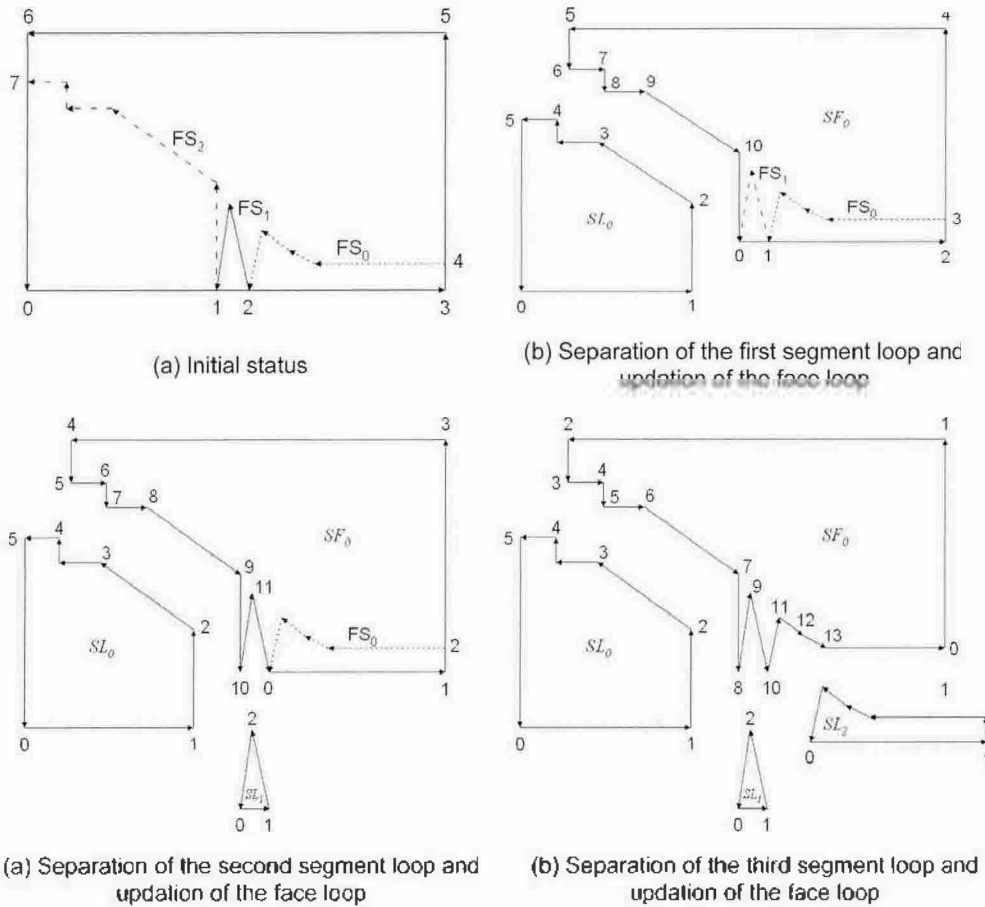 6 5
7
FS₂
FS₁
FS₀ 4
0 1 2 3
(a) Initial status
5 4
6 7 8 9
5 4 3
SF₀
10
FS₁
2
SL₀
FS₀ 3
0 1 2
0 1
(b) Separation of the first segment loop and
updation of the face loop
4 3
5 6 7 8
5 4 3
SF₀
9
11
2
SL₀
FS₀ 2
10 0 1
0 1
2
SL₁
0 1
(a) Separation of the second segment loop and
updation of the face loop
2 1
3 4 5 6
5 4 3
SF₀
7
9
11
12
13
2
SL₀
0
8 10
1
0 1
2
SL₁
0 1
SL₂
0
(b) Separation of the third segment loop and
updation of the face loop